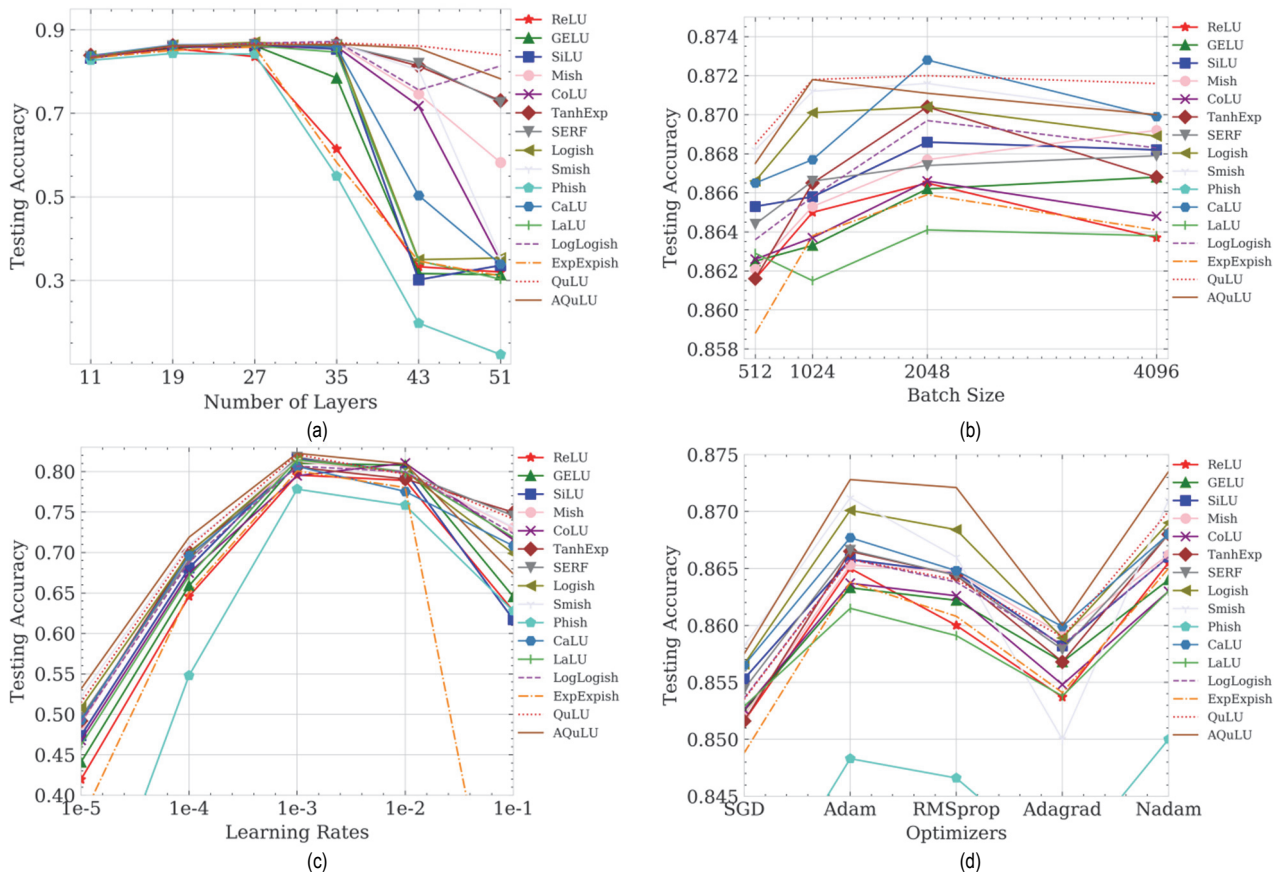 0.9
0.7
0.5
0.3
Testing Accuracy
11 19 27 35 43 51
Number of Layers
ReLU
GELU
SiLU
Mish
CoLU
TanhExp
SERF
Logish
Smish
Phish
CaLU
LaLU
LogLogish
ExpExpish
QuLU
AQuLU
(a)
0.874
0.872
0.870
0.868
0.866
0.864
0.862
0.860
0.858
Testing Accuracy
512 1024 2048 4096
Batch Size
ReLU
GELU
SiLU
Mish
CoLU
TanhExp
SERF
Logish
Smish
Phish
CaLU
LaLU
LogLogish
ExpExpish
QuLU
AQuLU
(b)
0.80
0.75
0.70
0.65
0.60
0.55
0.50
0.45
0.40
Testing Accuracy
1e-5 1e-4 1e-3 1e-2 1e-1
Learning Rates
ReLU
GELU
SiLU
Mish
CoLU
TanhExp
SERF
Logish
Smish
Phish
CaLU
LaLU
LogLogish
ExpExpish
QuLU
AQuLU
(c)
0.875
0.870
0.865
0.860
0.855
0.850
0.845
Testing Accuracy
SGD Adam RMSprop Adagrad Nadam
Optimizers
ReLU
GELU
SiLU
Mish
CoLU
TanhExp
SERF
Logish
Smish
Phish
CaLU
LaLU
LogLogish
ExpExpish
QuLU
AQuLU
(d)